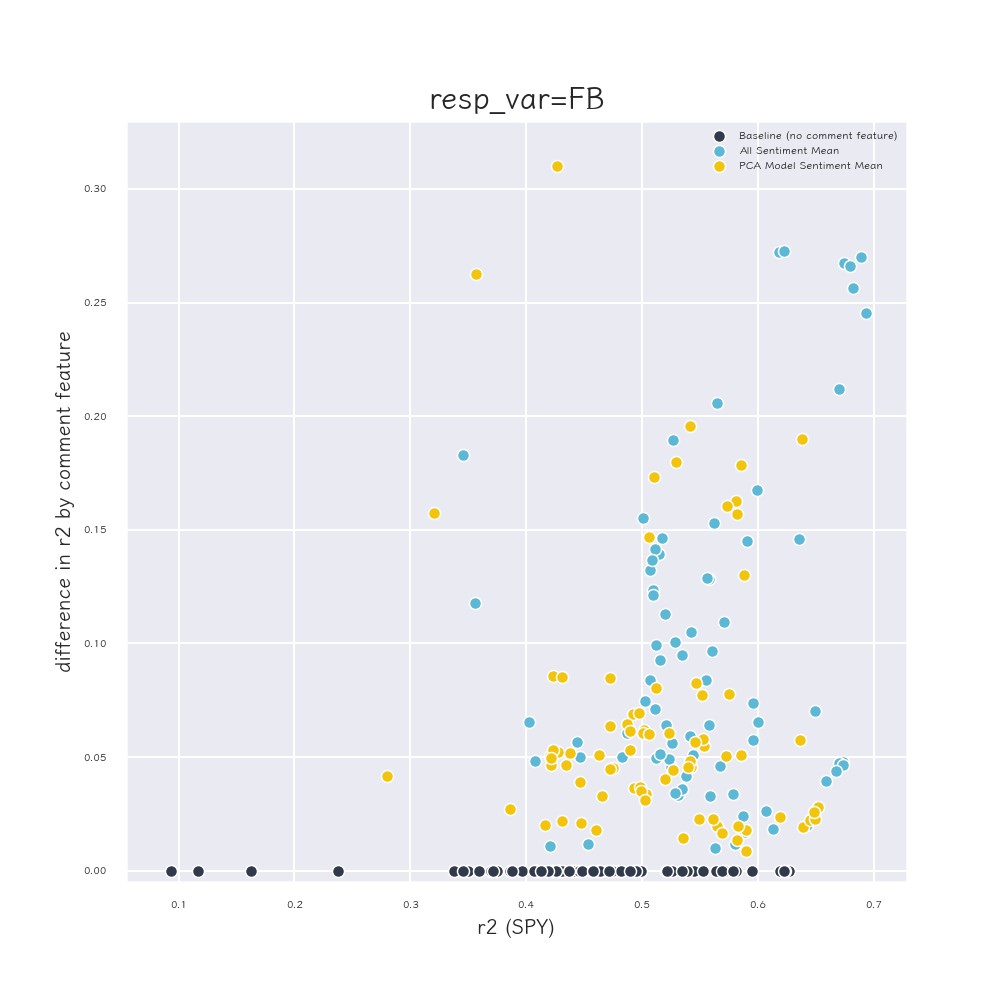 resp_var=FB
Baseline (no comment feature)
All Sentiment Mean
PCA Model Sentiment Mean
difference in r2 by comment feature
0.30
0.25
0.20
0.15
0.10
0.05
0.00
0.1 0.2 0.3 0.4 0.5 0.6 0.7
r2 (SPY)